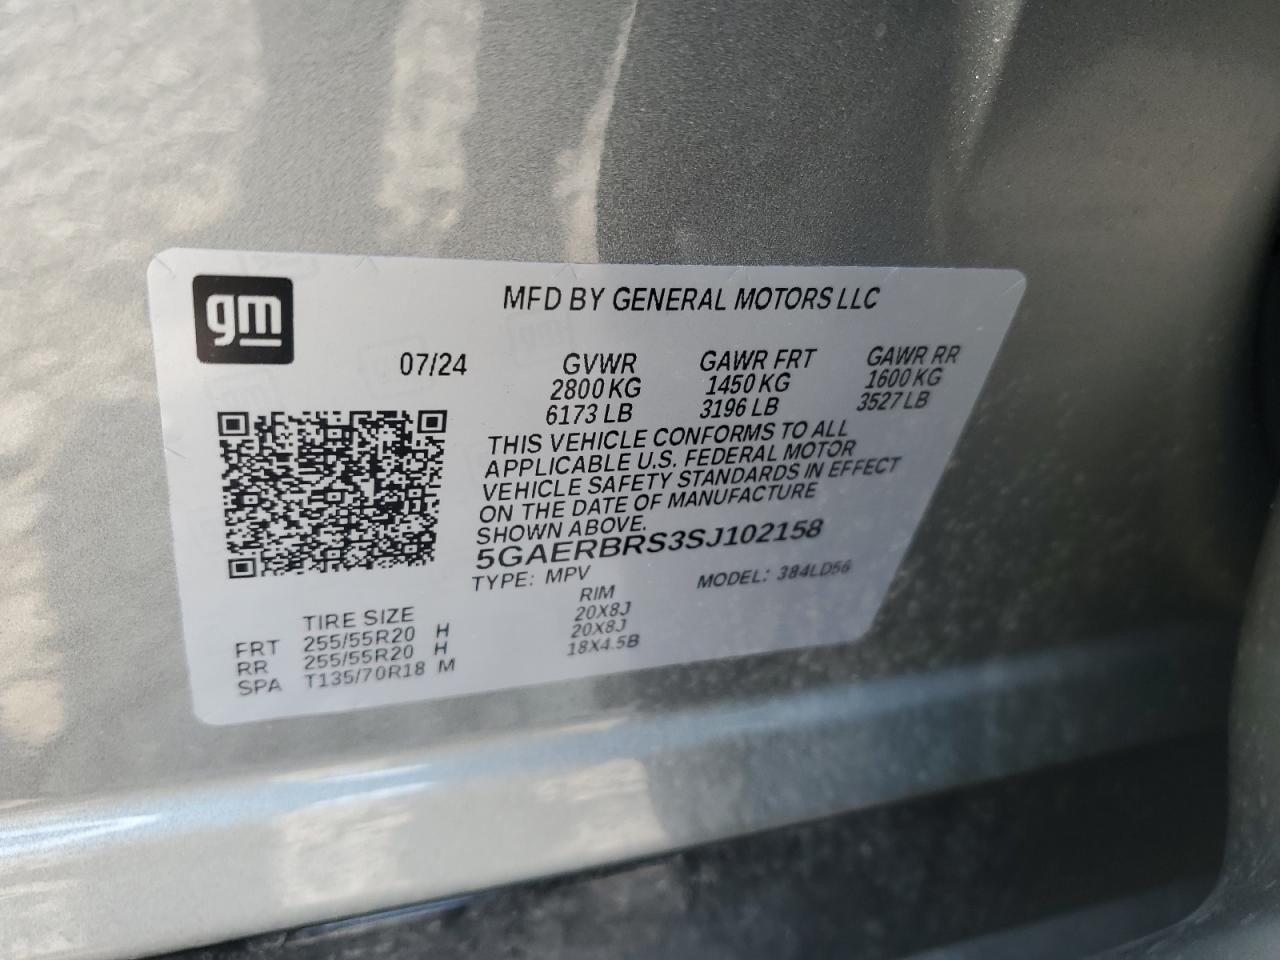 gm
MFD BY GENERAL MOTORS LLC
07/24 GVWR GAWR FRT GAWR RR
2800 KG 1450 KG 1600 KG
6173 LB 3196 LB 3527 LB
THIS VEHICLE CONFORMS TO ALL
APPLICABLE U.S. FEDERAL MOTOR
VEHICLE SAFETY STANDARDS IN EFFECT
ON THE DATE OF MANUFACTURE
SHOWN ABOVE.
5GAERBRS3SJ102158
TYPE: MPV MODEL: 384LD56
TIRE SIZE RIM
FRT 255/55R20 H 20X8J
RR 255/55R20 H 20X8J
SPA T135/70R18 M 18X4.5B